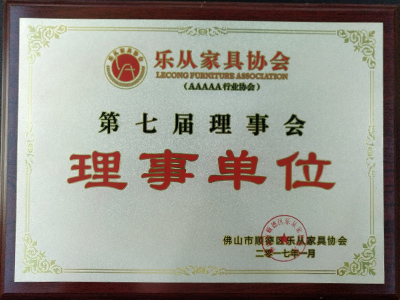 乐从家具协会
LECONG FURNITURE ASSOCIATION
（AAAAA行业协会）
第七届理事会
理事单位
佛山市顺德区乐从家具协会
二零一七年一月